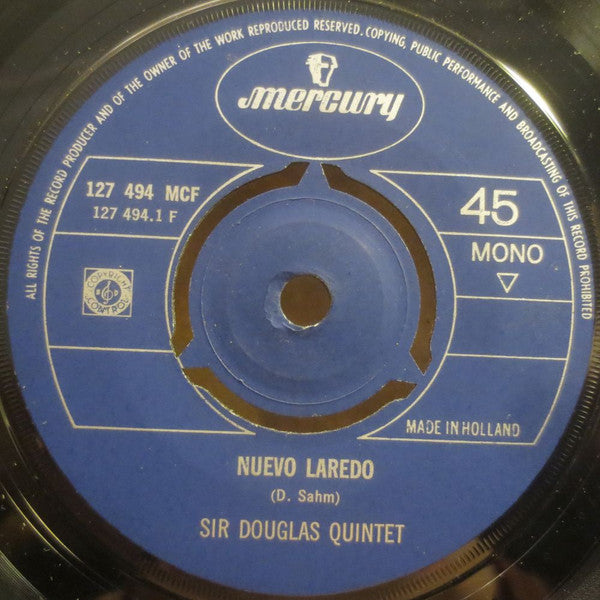 ALL RIGHTS OF THE RECORD PRODUCER AND OF THE OWNER OF THE WORK REPRODUCED RESERVED. COPYING, PUBLIC PERFORMANCE AND BROADCASTING OF THIS RECORD PROHIBITED
mercury
127 494 MCF
127 494.1 F
45
MONO
COPYRIGHT
B D
CONTROL
MADE IN HOLLAND
NUEVO LAREDO
(D. Sahm)
SIR DOUGLAS QUINTET